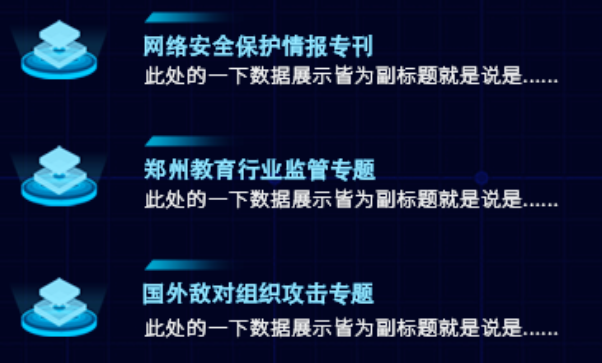 网络安全保护情报专刊
此处的一下数据展示皆为副标题就是说是......
郑州教育行业监管专题
此处的一下数据展示皆为副标题就是说是......
国外敌对组织攻击专题
此处的一下数据展示皆为副标题就是说是......